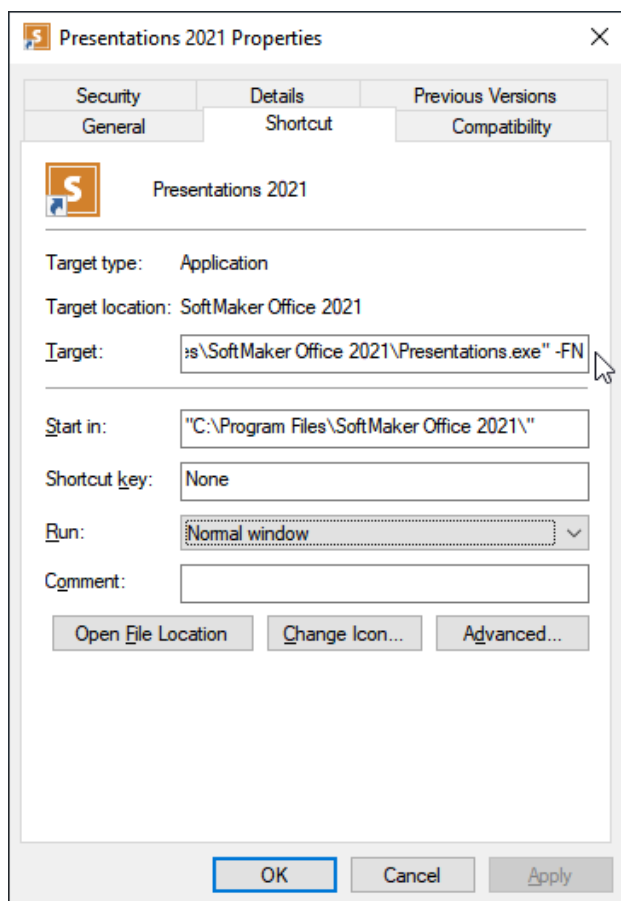 S Presentations 2021 Properties
Security Details Previous Versions
General Shortcut Compatibility
S Presentations 2021
Target type: Application
Target location: SoftMaker Office 2021
Target: es\SoftMaker Office 2021\Presentations.exe" -FN
Start in: "C:\Program Files\SoftMaker Office 2021\"
Shortcut key: None
Run: Normal window
Comment:
Open File Location Change Icon... Advanced...
OK Cancel Apply